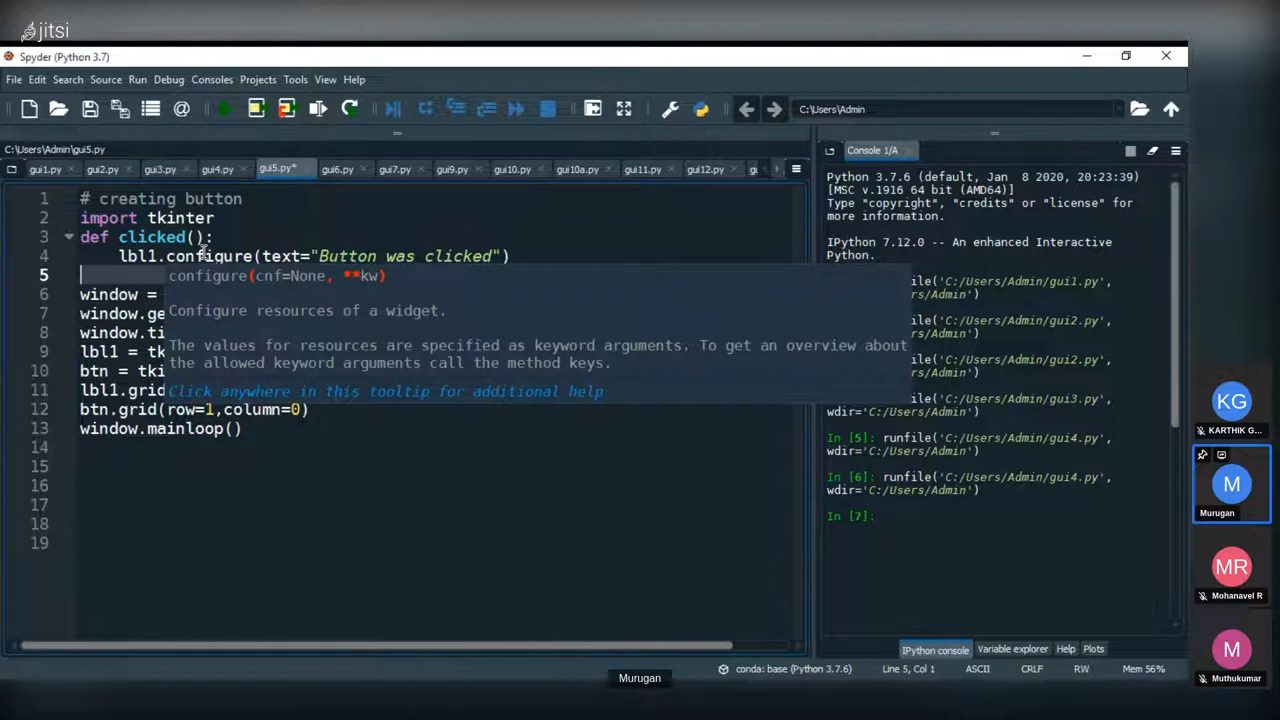 jitsi
Spyder (Python 3.7)
File Edit Search Source Run Debug Consoles Projects Tools View Help
C:\Users\Admin
C:\Users\Admin\gui5.py
gui1.py gui2.py gui3.py gui4.py gui5.py* gui6.py gui7.py gui9.py gui10.py gui10a.py gui11.py gui12.py gu
1 # creating button
2 import tkinter
3 def clicked():
4 lbl1.configure(text="Button was clicked")
5
configure(cnf=None, **kw)
6 window =
Configure resources of a widget.
7 window.ge
8 window.ti
The values for resources are specified as keyword arguments. To get an overview about
9 lbl1 = tk
the allowed keyword arguments call the method keys.
10 btn = tki
11 lbl1.grid
Click anywhere in this tooltip for additional help
12 btn.grid(row=1,column=0)
13 window.mainloop()
14
15
16
17
18
19
Console 1/A
Python 3.7.6 (default, Jan 8 2020, 20:23:39)
[MSC v.1916 64 bit (AMD64)]
Type "copyright", "credits" or "license" for
more information.
IPython 7.12.0 -- An enhanced Interactive
Python.
file('C:/Users/Admin/gui1.py',
ers/Admin')
file('C:/Users/Admin/gui2.py',
ers/Admin')
file('C:/Users/Admin/gui2.py',
ers/Admin')
file('C:/Users/Admin/gui3.py',
wdir='C:/Users/Admin')
In [5]: runfile('C:/Users/Admin/gui4.py',
wdir='C:/Users/Admin')
In [6]: runfile('C:/Users/Admin/gui4.py',
wdir='C:/Users/Admin')
In [7]:
IPython console Variable explorer Help Plots
conda: base (Python 3.7.6) Line 5, Col 1 ASCII CRLF RW Mem 56%
Murugan
KG
KARTHIK G...
M
Murugan
MR
Mohanavel R
M
Muthukumar